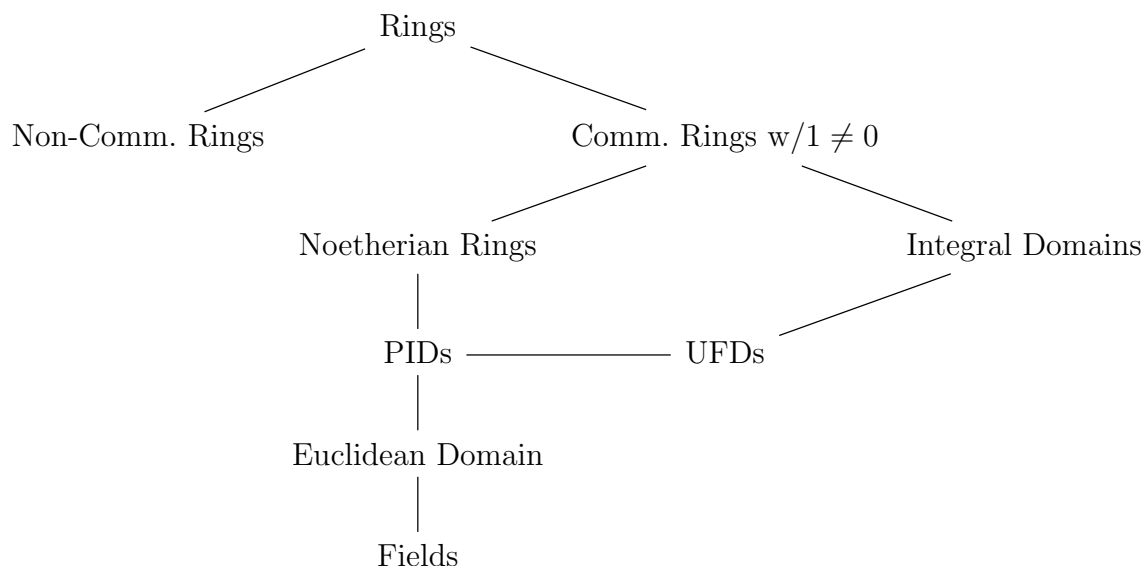 Rings
Non-Comm. Rings
Comm. Rings w/1 ≠ 0
Noetherian Rings
Integral Domains
PIDs
UFDs
Euclidean Domain
Fields